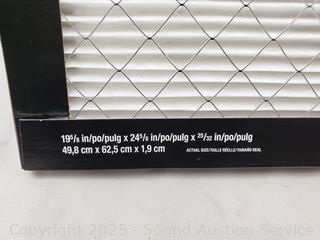 19⁵/₈ in/po/pulg x 24⁵/₈ in/po/pulg x ²⁵/₃₂ in/po/pulg
49,8 cm x 62,5 cm x 1,9 cm ACTUAL SIZE/TAILLE RÉELLE/TAMAÑO REAL
Copyright © 2025 - Sound Auction Service